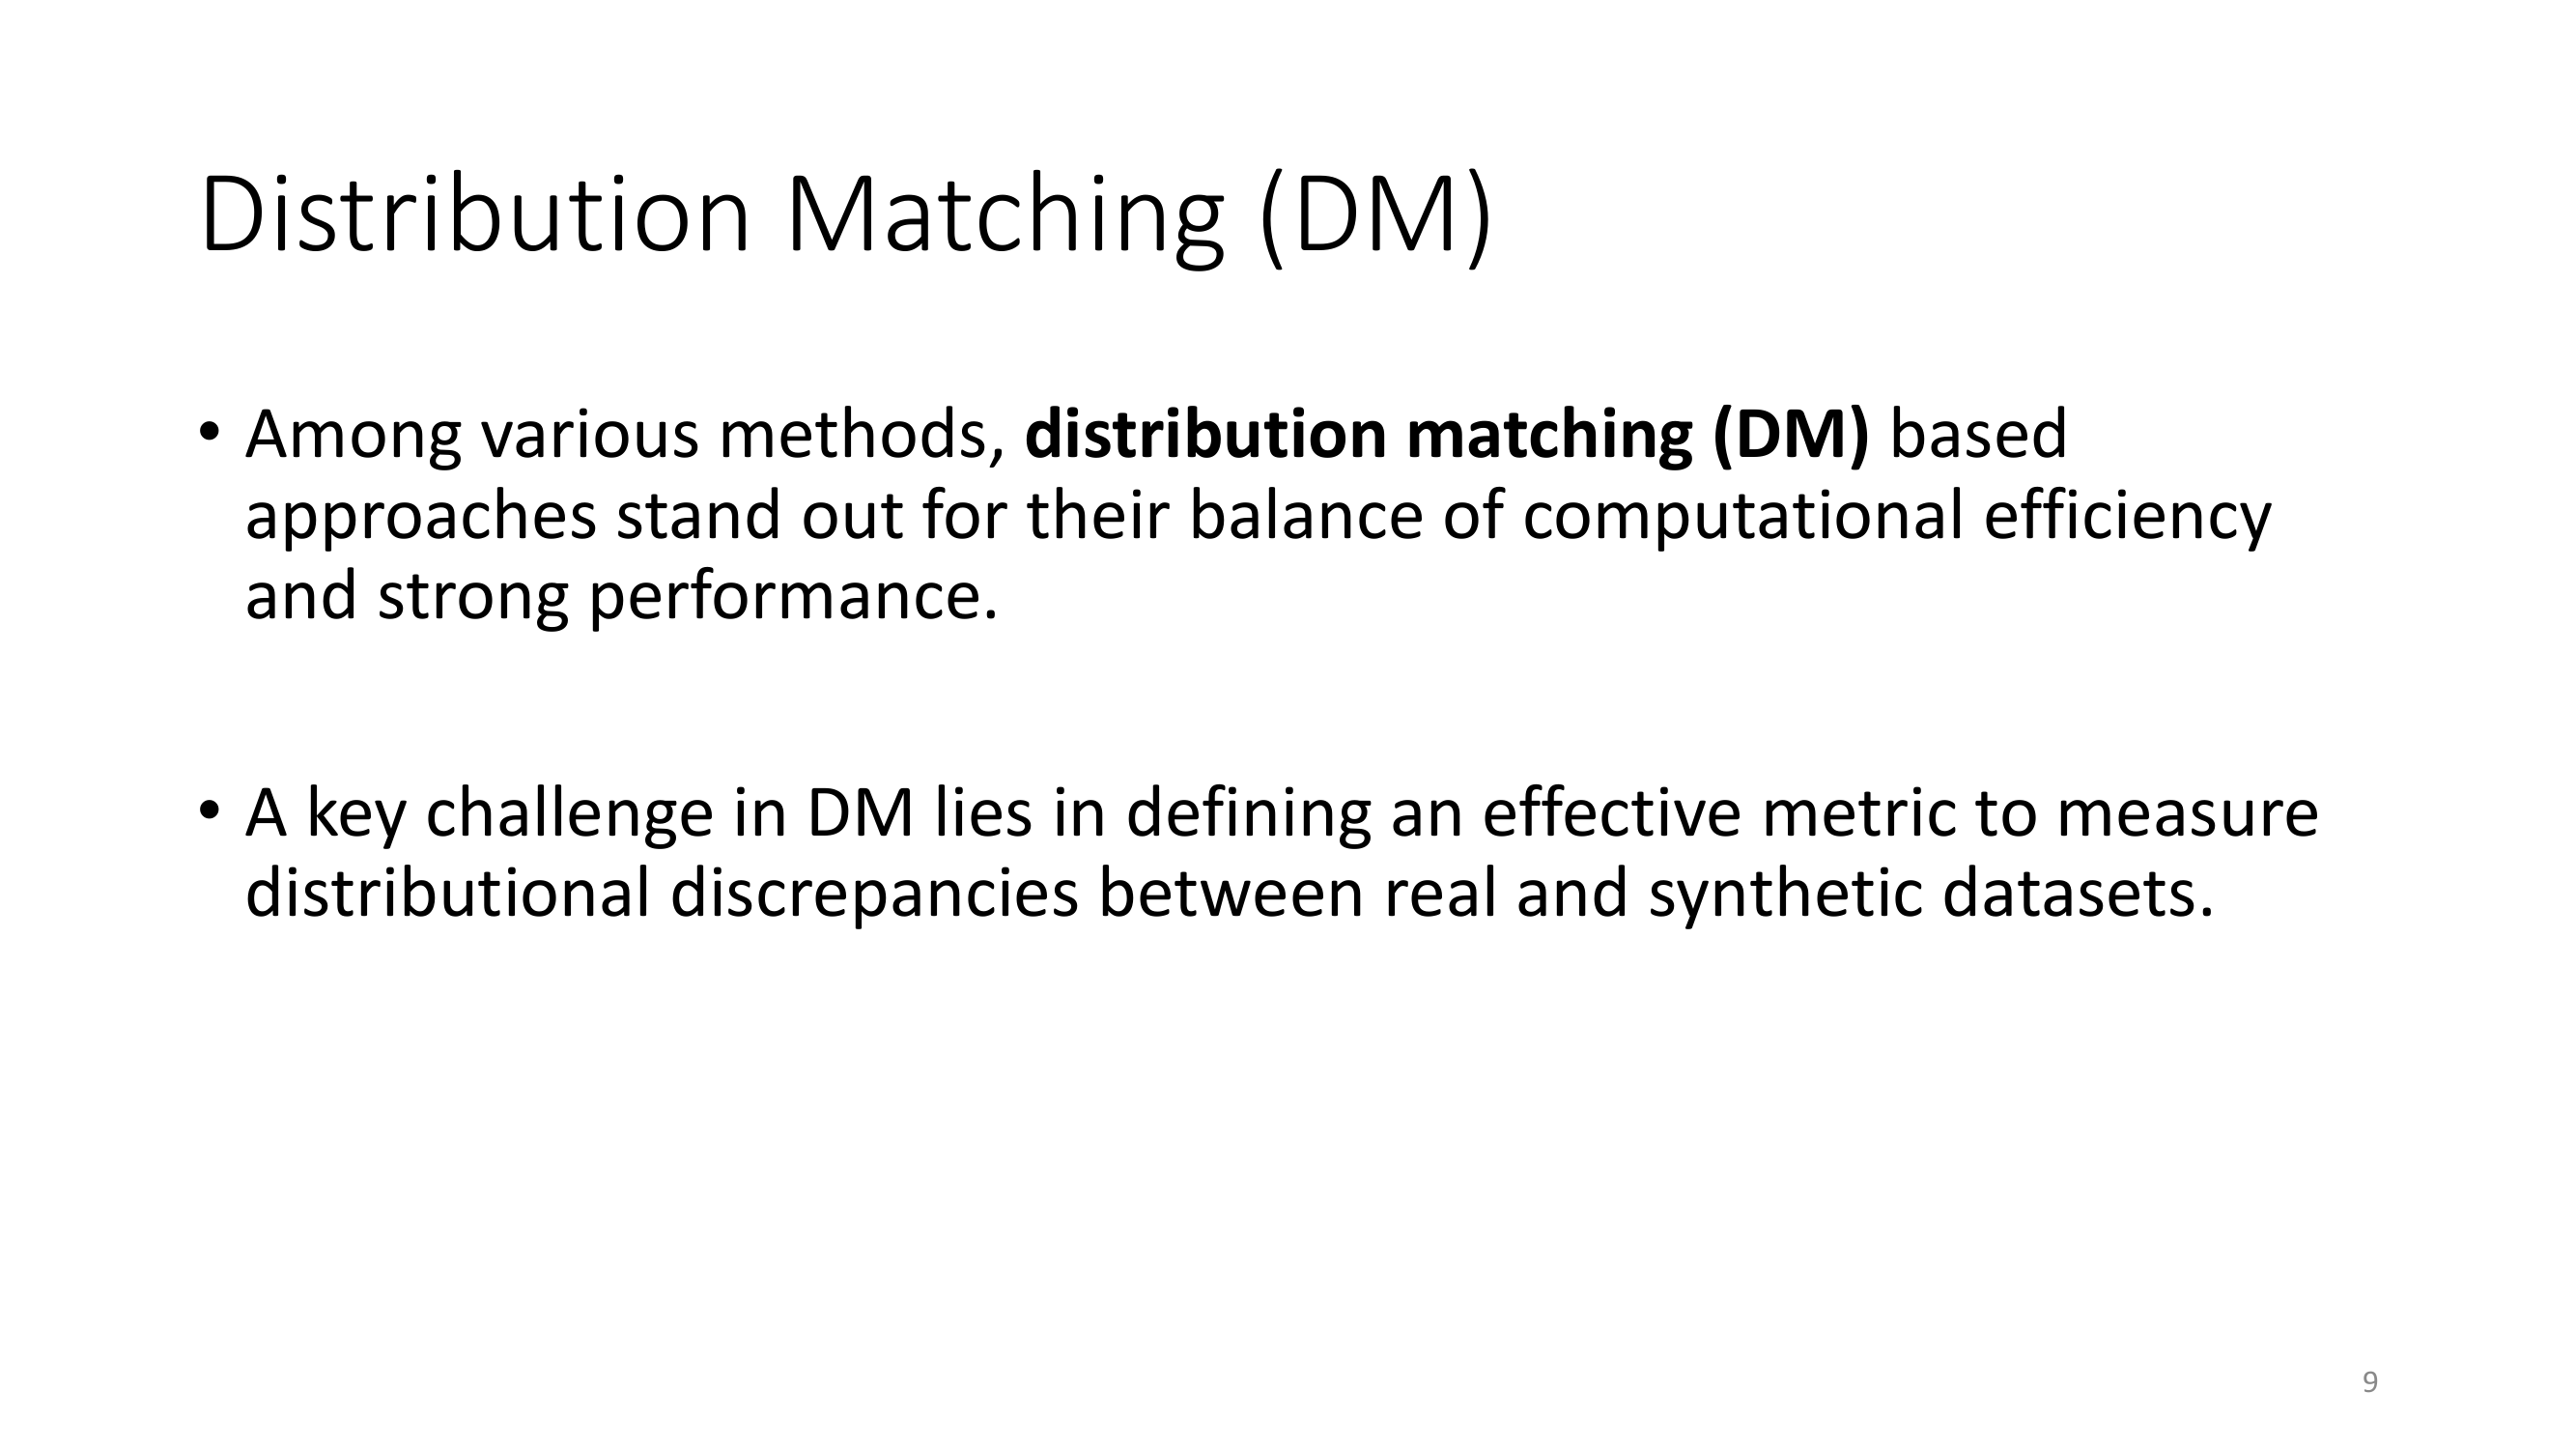 Distribution Matching (DM)
• Among various methods, distribution matching (DM) based
approaches stand out for their balance of computational efficiency
and strong performance.
• A key challenge in DM lies in defining an effective metric to measure
distributional discrepancies between real and synthetic datasets.
9